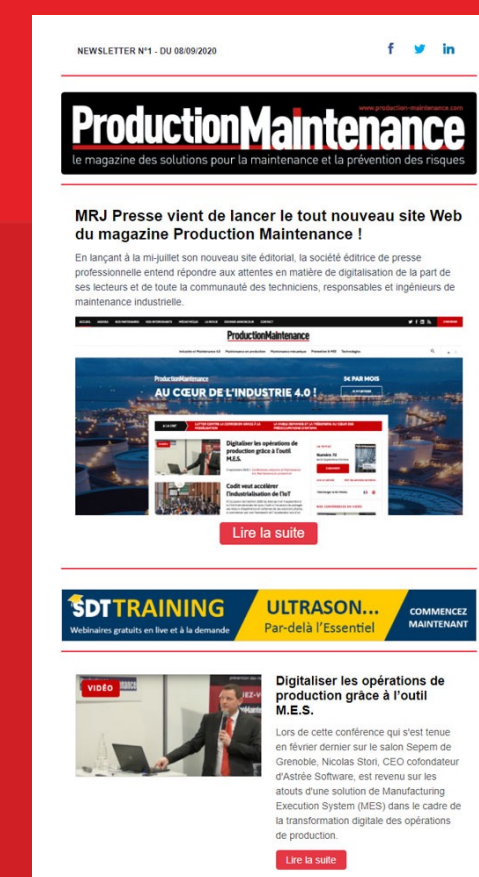 NEWSLETTER N°1 - DU 08/09/2020
f in
www.production-maintenance.com
ProductionMaintenance
le magazine des solutions pour la maintenance et la prévention des risques
MRJ Presse vient de lancer le tout nouveau site Web
du magazine Production Maintenance !
En lançant à la mi-juillet son nouveau site éditorial, la société éditrice de presse
professionnelle entend répondre aux attentes en matière de digitalisation de la part de
ses lecteurs et de toute la communauté des techniciens, responsables et ingénieurs de
maintenance industrielle.
ProductionMaintenance
ProductionMaintenance
5€ PAR MOIS
AU CŒUR DE L'INDUSTRIE 4.0 !
Digitaliser les opérations de
production grâce à l'outil
M.E.S.
Codit veut accélérer
l'industrialisation de l'IoT
Lire la suite
SDTTRAINING
Webinaires gratuits en live et à la demande
ULTRASON...
Par-delà l'Essentiel
COMMENCEZ
MAINTENANT
VIDÉO
Digitaliser les opérations de
production grâce à l'outil
M.E.S.
Lors de cette conférence qui s'est tenue
en février dernier sur le salon Sepem de
Grenoble, Nicolas Stori, CEO cofondateur
d'Astrée Software, est revenu sur les
atouts d'une solution de Manufacturing
Execution System (MES) dans le cadre de
la transformation digitale des opérations
de production.
Lire la suite